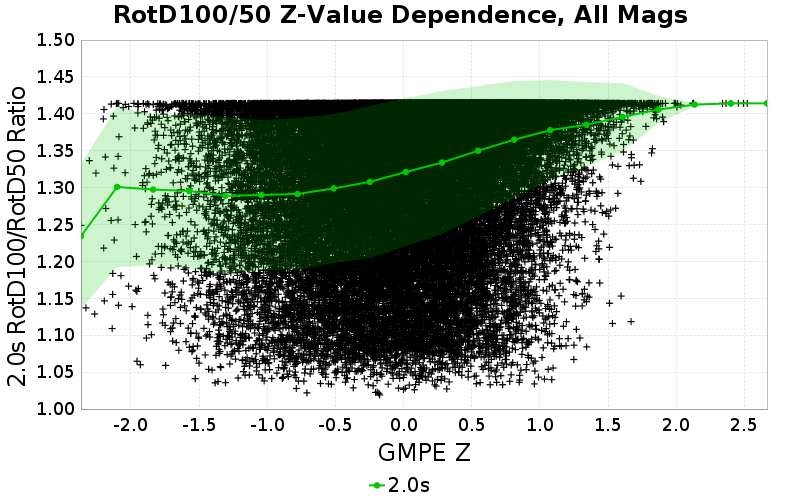 RotD100/50 Z-Value Dependence, All Mags
1.50
1.45
1.40
1.35
1.30
1.25
1.20
1.15
1.10
1.05
1.00
2.0s RotD100/RotD50 Ratio
-2.0 -1.5 -1.0 -0.5 0.0 0.5 1.0 1.5 2.0 2.5
GMPE Z
2.0s